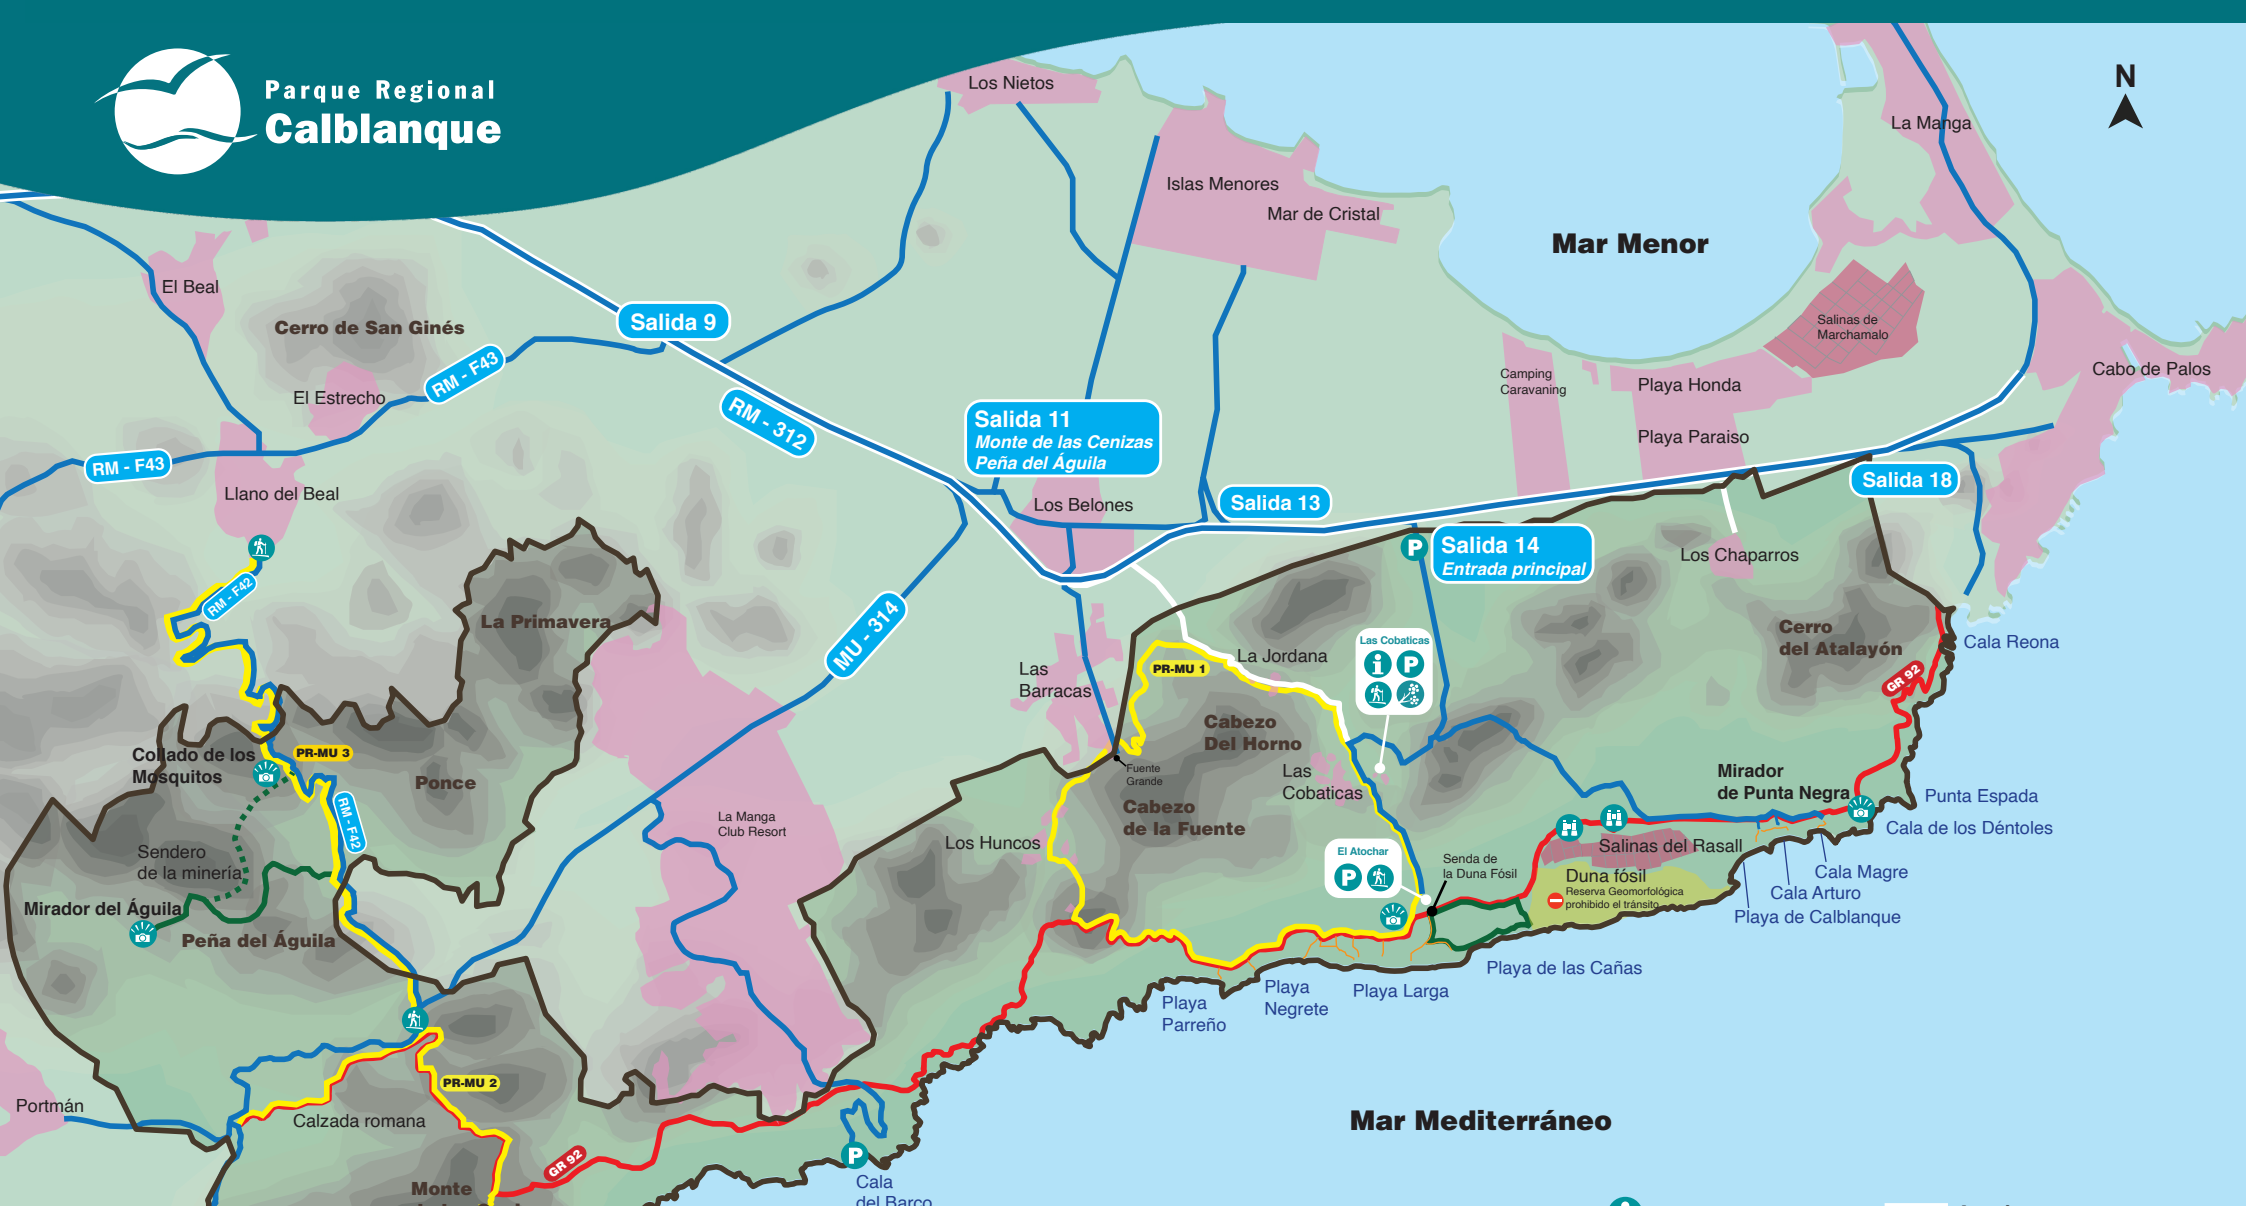 Parque Regional
Calblanque
N
Los Nietos
La Manga
Islas Menores
Mar de Cristal
Mar Menor
El Beal
Cerro de San Ginés
Salida 9
Salinas de
Marchamalo
RM - F43
El Estrecho
Camping
Caravaning
Playa Honda
Cabo de Palos
RM - 312
Salida 11
Monte de las Cenizas
Peña del Águila
Playa Paraiso
RM - F43
Llano del Beal
Los Belones
Salida 13
Salida 18
Salida 14
Entrada principal
Los Chaparros
RM - F42
La Primavera
MU - 314
Las Cobaticas
Cerro
del Atalayón
Cala Reona
La Jordana
PR-MU 1
Las
Barracas
GR 92
Cabezo
Del Horno
Collado de los
Mosquitos
PR-MU 3
Ponce
Fuente
Grande
Las
Cobaticas
Mirador
de Punta Negra
Punta Espada
Cabezo
de la Fuente
La Manga
Club Resort
RM - F42
Cala de los Déntoles
Los Huncos
Sendero
de la minería
El Atochar
Senda de
la Duna Fósil
Salinas del Rasall
Duna fósil
Reserva Geomorfológica
prohibido el tránsito
Cala Magre
Cala Arturo
Playa de Calblanque
Mirador del Águila
Peña del Águila
Playa de las Cañas
Playa
Negrete
Playa Larga
Playa
Parreño
PR-MU 2
Portmán
Calzada romana
Mar Mediterráneo
GR 92
Monte
Cala
del Barco